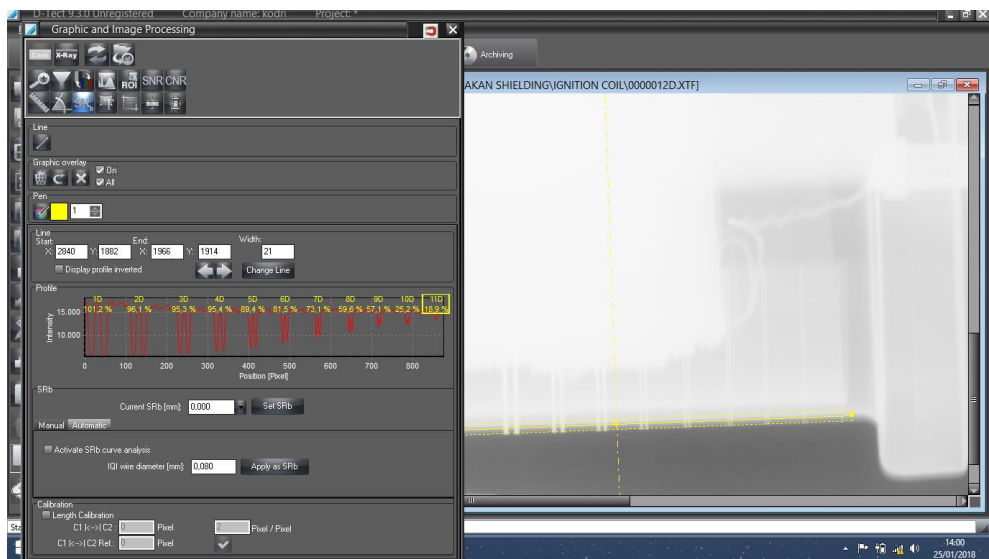 D-Tect 9.3.0 Unregistered Company name: kodri Project: *
Graphic and Image Processing
X-Ray
ROI SNR CNR
Archiving
AKAN SHIELDING\IGNITION COIL\0000012D.XTF]
Line
Graphic overlay
On
All
Pen
1
Line
Start: End: Width:
X: 2840 Y: 1882 X: 1966 Y: 1914 21
Display profile inverted Change Line
Profile
1D 2D 3D 4D 5D 6D 7D 8D 9D 10D 11D
101,2 % 96,1 % 95,3 % 95,4 % 89,4 % 81,5 % 73,1 % 59,6 % 57,1 % 25,2 % 18,9 %
15.000
10.000
Intensity
0 100 200 300 400 500 600 700 800
Position [Pixel]
SRb
Current SRb [mm]: 0,000 Set SRb
Manual Automatic
Activate SRb curve analysis
IQI wire diameter [mm]: 0,080 Apply as SRb
Calibration
Length Calibration
C1 |<->| C2 : 0 Pixel 2 Pixel / Pixel
C1 |<->| C2 Ref.: 0 Pixel
Sta
14:00
25/01/2018